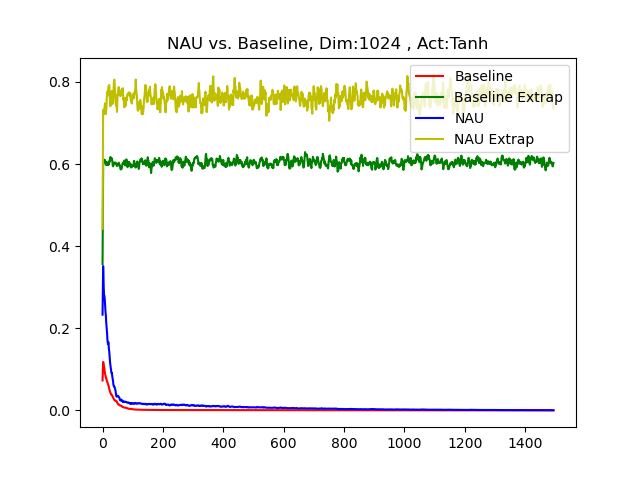 NAU vs. Baseline, Dim:1024 , Act:Tanh
Baseline
Baseline Extrap
NAU
NAU Extrap
0.8
0.6
0.4
0.2
0.0
0 200 400 600 800 1000 1200 1400